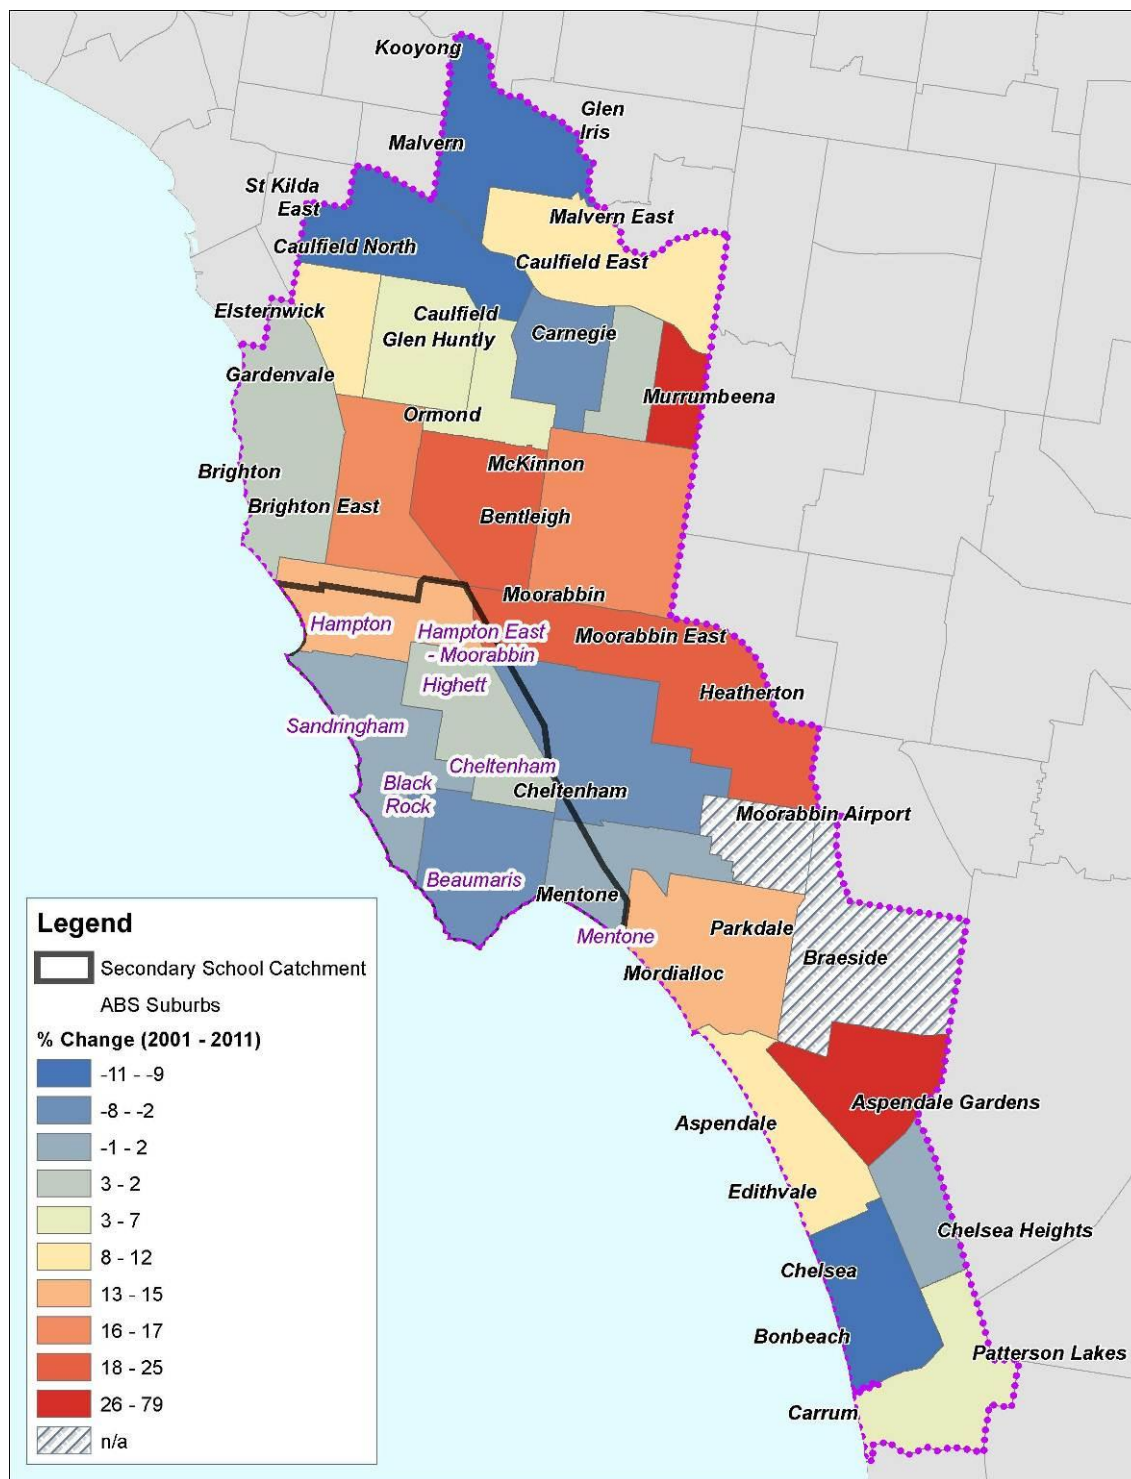 Kooyong
Glen
Iris
Malvern
St Kilda
East
Malvern East
Caulfield North
Caulfield East
Elsternwick
Caulfield
Carnegie
Glen Huntly
Gardenvale
Murrumbeena
Ormond
McKinnon
Brighton
Brighton East
Bentleigh
Moorabbin
Hampton
Hampton East
- Moorabbin
Moorabbin East
Highett
Heatherton
Sandringham
Cheltenham
Black
Rock
Cheltenham
Moorabbin Airport
Beaumaris
Mentone
Mentone
Parkdale
Braeside
Mordialloc
Aspendale Gardens
Aspendale
Edithvale
Chelsea Heights
Chelsea
Bonbeach
Patterson Lakes
Carrum
Legend
Secondary School Catchment
ABS Suburbs
% Change (2001 - 2011)
-11 - -9
-8 - -2
-1 - 2
3 - 2
3 - 7
8 - 12
13 - 15
16 - 17
18 - 25
26 - 79
n/a